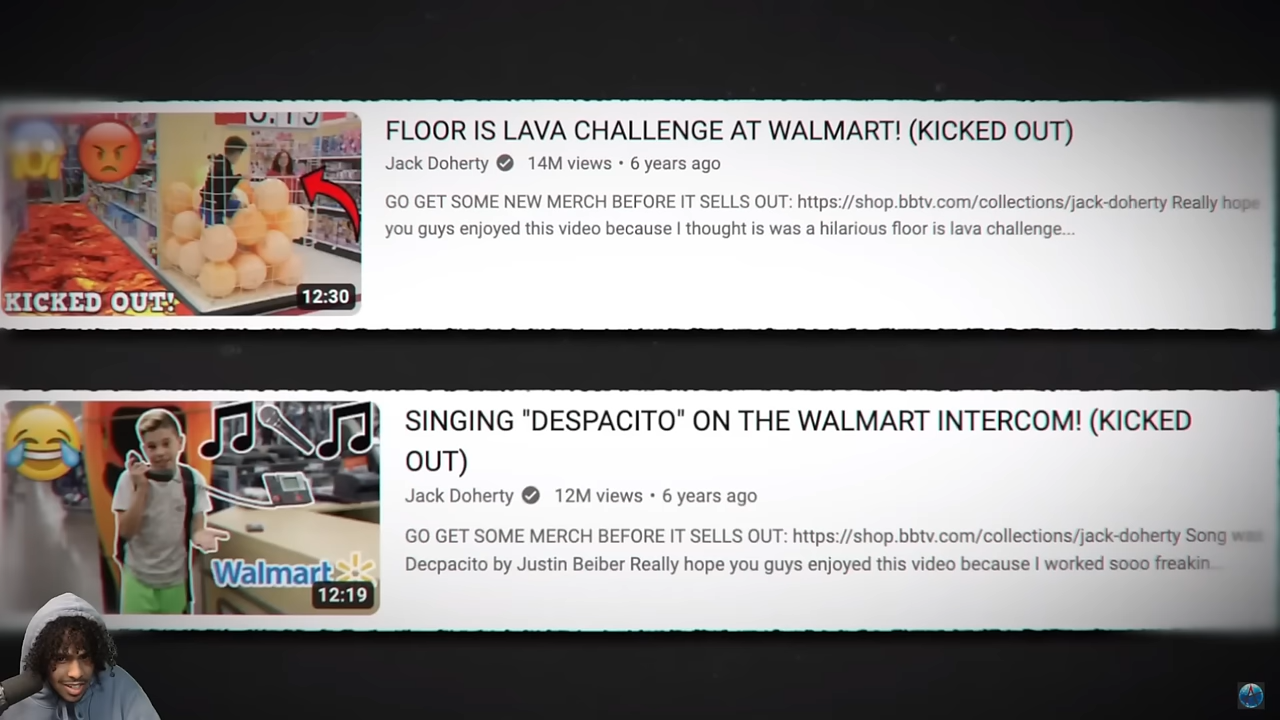 FLOOR IS LAVA CHALLENGE AT WALMART! (KICKED OUT)
Jack Doherty 14M views • 6 years ago
GO GET SOME NEW MERCH BEFORE IT SELLS OUT: https://shop.bbtv.com/collections/jack-doherty Really hope
you guys enjoyed this video because I thought is was a hilarious floor is lava challenge...
KICKED OUT!
12:30
SINGING "DESPACITO" ON THE WALMART INTERCOM! (KICKED
OUT)
Jack Doherty 12M views • 6 years ago
GO GET SOME MERCH BEFORE IT SELLS OUT: https://shop.bbtv.com/collections/jack-doherty Song was
Decpacito by Justin Beiber Really hope you guys enjoyed this video because I worked sooo freakin...
Walmart
12:19